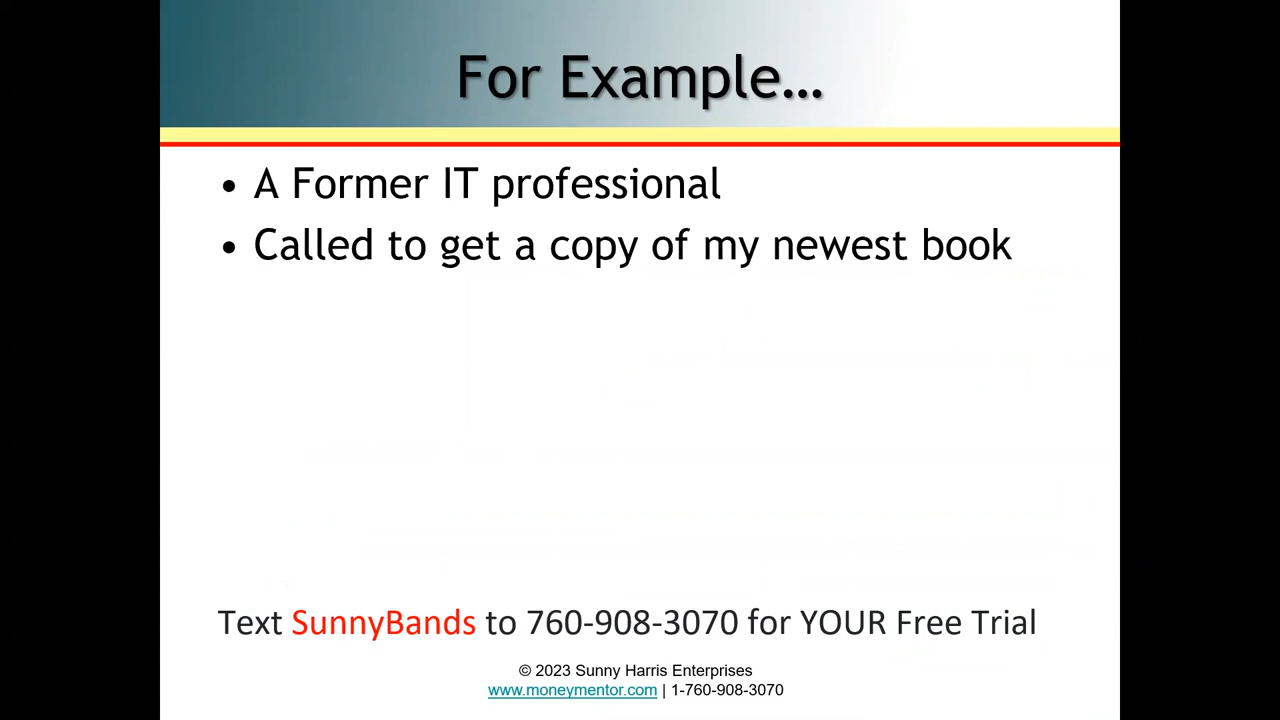 For Example…
• A Former IT professional
• Called to get a copy of my newest book
Text SunnyBands to 760-908-3070 for YOUR Free Trial
© 2023 Sunny Harris Enterprises
www.moneymentor.com | 1-760-908-3070